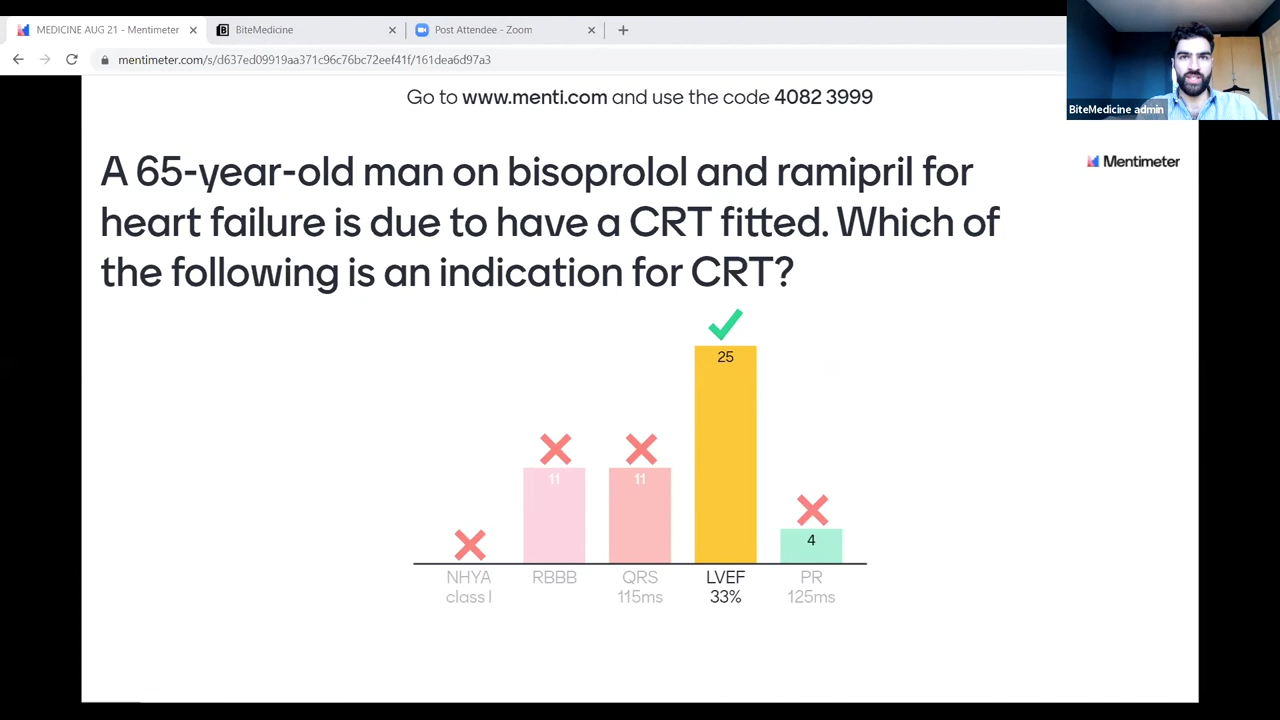 MEDICINE AUG 21 - Mentimeter
BiteMedicine
Post Attendee - Zoom
mentimeter.com/s/d637ed09919aa371c96c76bc72eef41f/161dea6d97a3
BiteMedicine admin
Go to www.menti.com and use the code 4082 3999
Mentimeter
A 65-year-old man on bisoprolol and ramipril for
heart failure is due to have a CRT fitted. Which of
the following is an indication for CRT?
25
11
11
4
NHYA
class I
RBBB
QRS
115ms
LVEF
33%
PR
125ms